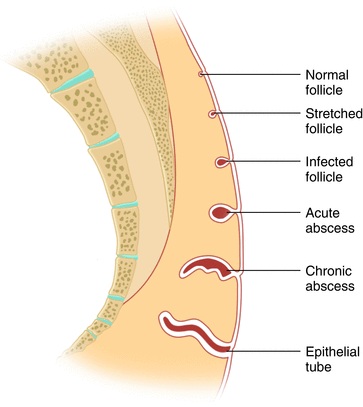 Normal
follicle
Stretched
follicle
Infected
follicle
Acute
abscess
Chronic
abscess
Epithelial
tube